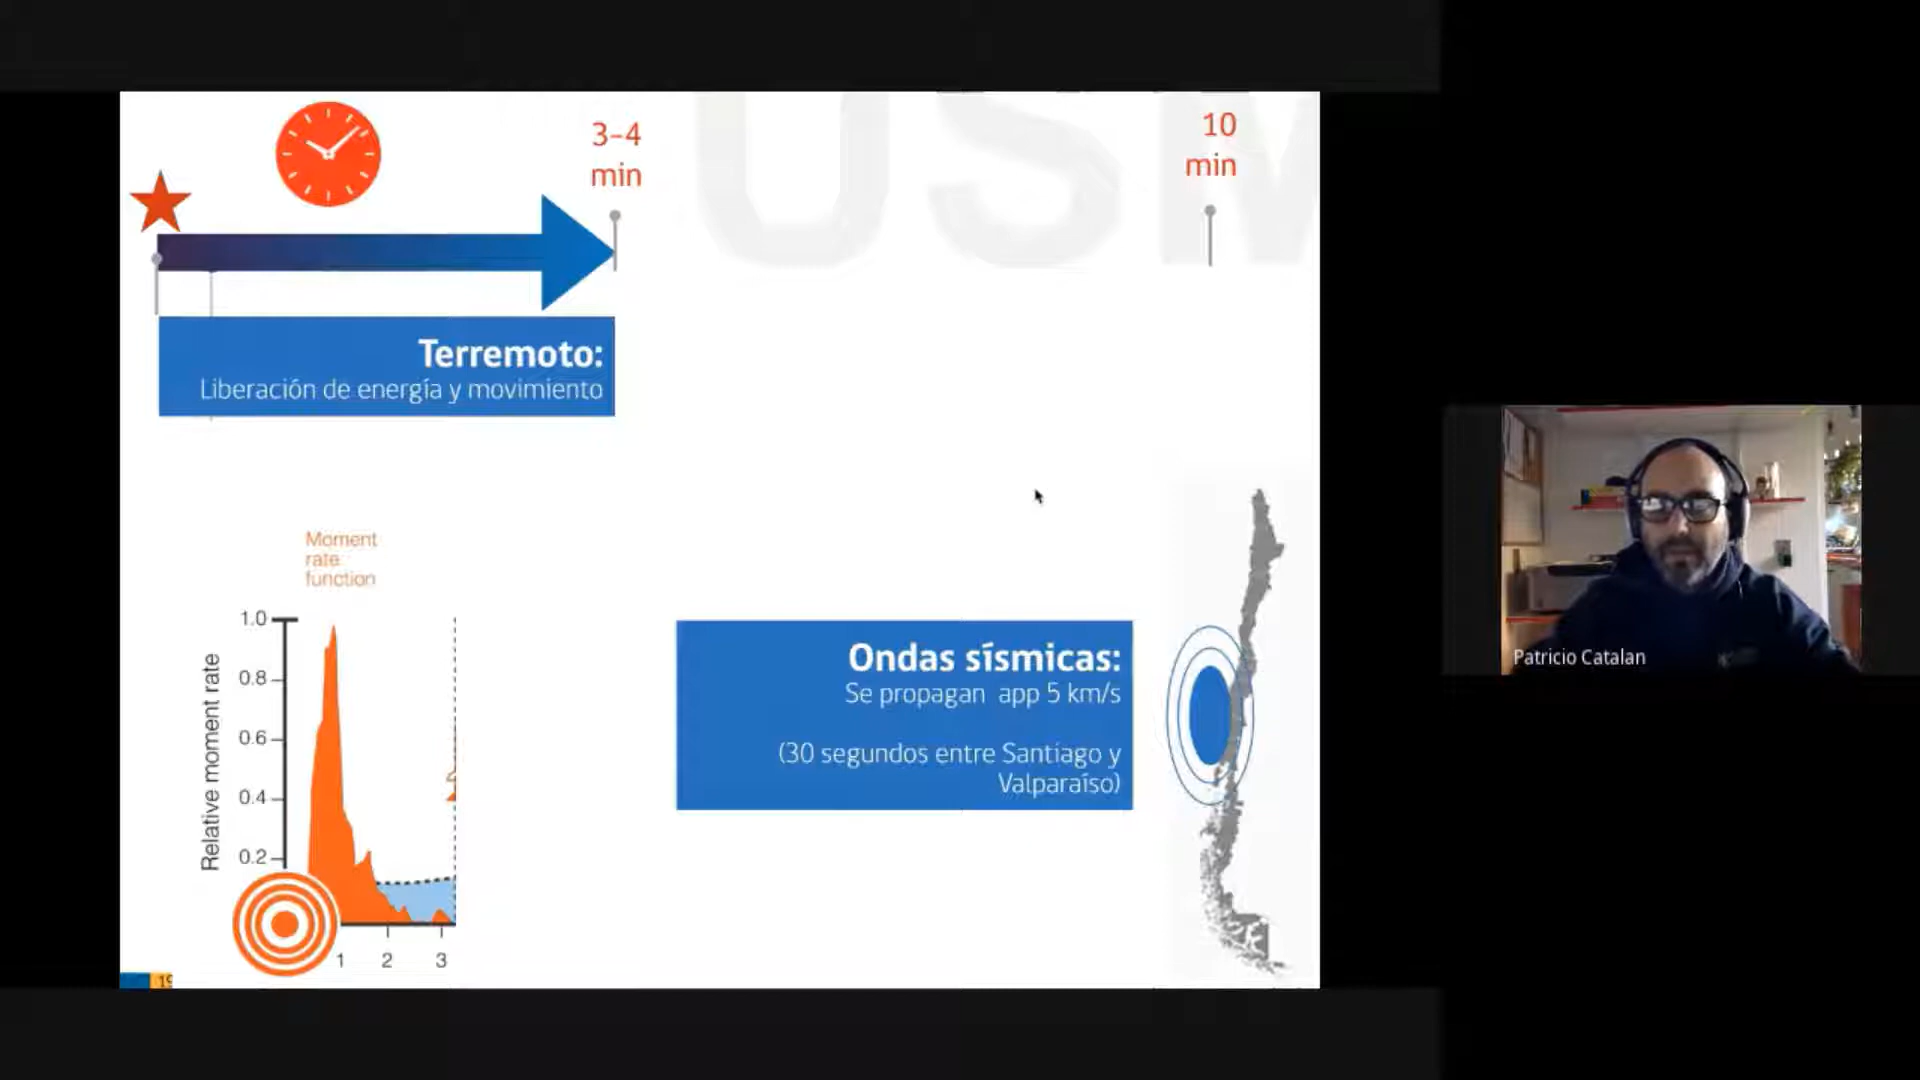 USM
3-4
min
10
min
Terremoto:
Liberación de energía y movimiento
Moment
rate
function
Relative moment rate
1.0
0.8
0.6
0.4
0.2
1 2 3
Ondas sísmicas:
Se propagan app 5 km/s
(30 segundos entre Santiago y
Valparaíso)
19
Patricio Catalan